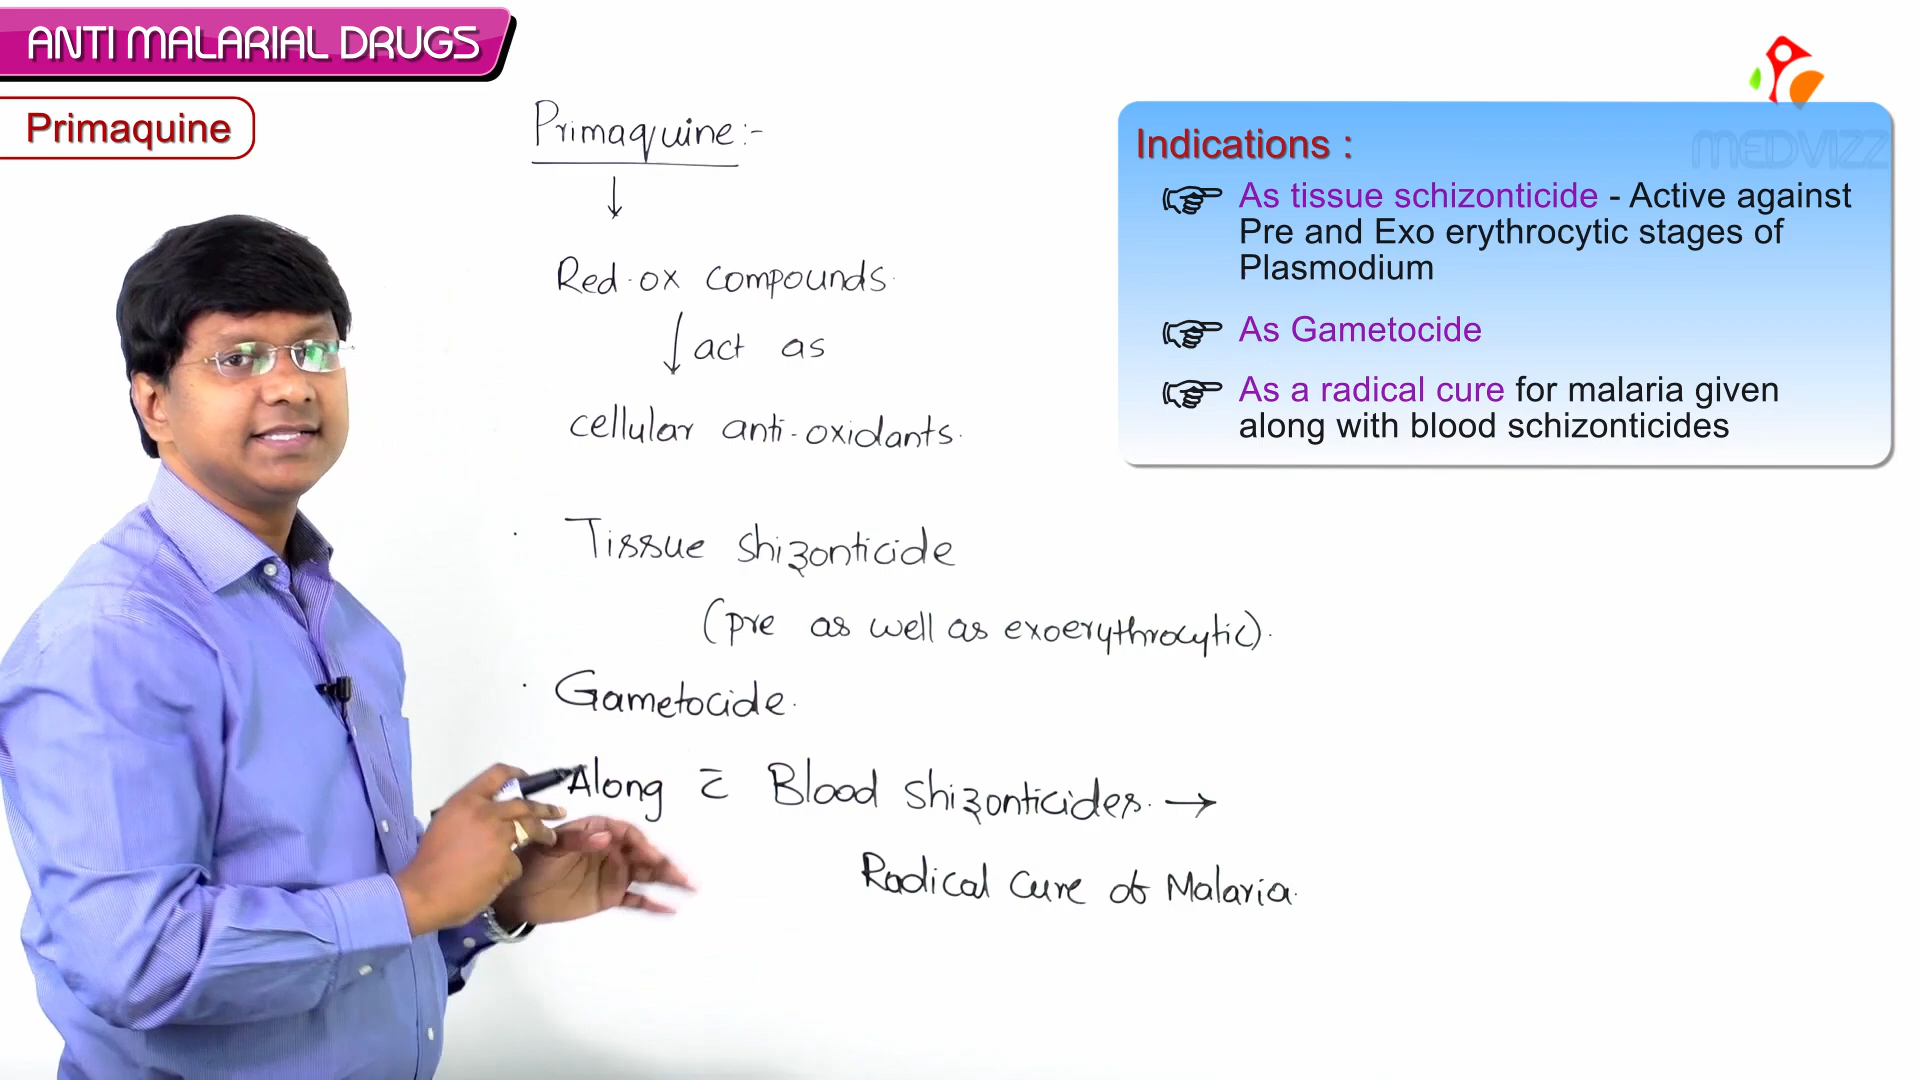 ANTI MALARIAL DRUGS
Primaquine
Primaquine:-
↓
Red-ox compounds.
↓ act as
cellular anti-oxidants.
· Tissue shizonticide
(pre as well as exoerythrocytic).
· Gametocide.
Along c̄ Blood shizonticides. →
Radical cure of Malaria.
MEDVIZZ
Indications :
As tissue schizonticide - Active against
Pre and Exo erythrocytic stages of
Plasmodium
As Gametocide
As a radical cure for malaria given
along with blood schizonticides